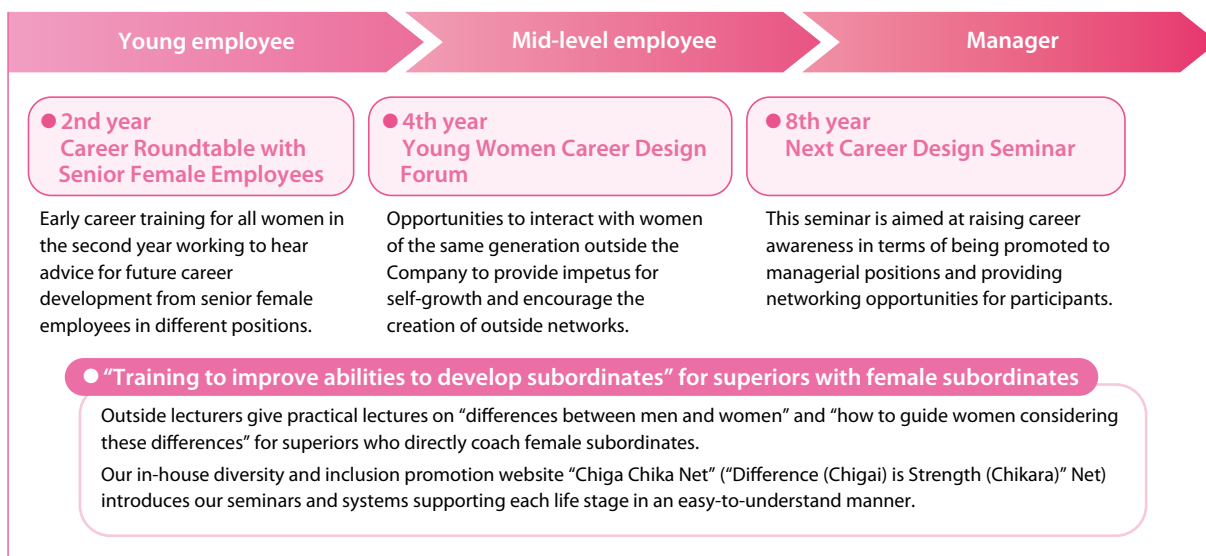 Young employee
Mid-level employee
Manager
● 2nd year
Career Roundtable with
Senior Female Employees
Early career training for all women in
the second year working to hear
advice for future career
development from senior female
employees in different positions.
● 4th year
Young Women Career Design
Forum
Opportunities to interact with women
of the same generation outside the
Company to provide impetus for
self-growth and encourage the
creation of outside networks.
● 8th year
Next Career Design Seminar
This seminar is aimed at raising career
awareness in terms of being promoted to
managerial positions and providing
networking opportunities for participants.
● “Training to improve abilities to develop subordinates” for superiors with female subordinates
Outside lecturers give practical lectures on “differences between men and women” and “how to guide women considering
these differences” for superiors who directly coach female subordinates.
Our in-house diversity and inclusion promotion website “Chiga Chika Net” (“Difference (Chigai) is Strength (Chikara)” Net)
introduces our seminars and systems supporting each life stage in an easy-to-understand manner.